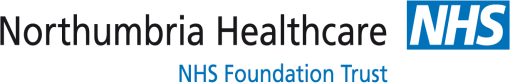 Northumbria Healthcare NHS
NHS Foundation Trust